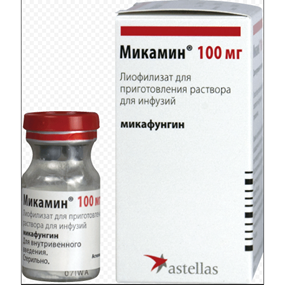 Микамин® 100 мг
Лиофилизат для
приготовления раствора
для инфузий
микафунгин
astellas
Микамин® 100 мг
Лиофилизат для приготовления
раствора для инфузий
микафунгин
Для внутривенного
введения.
Стерильно.